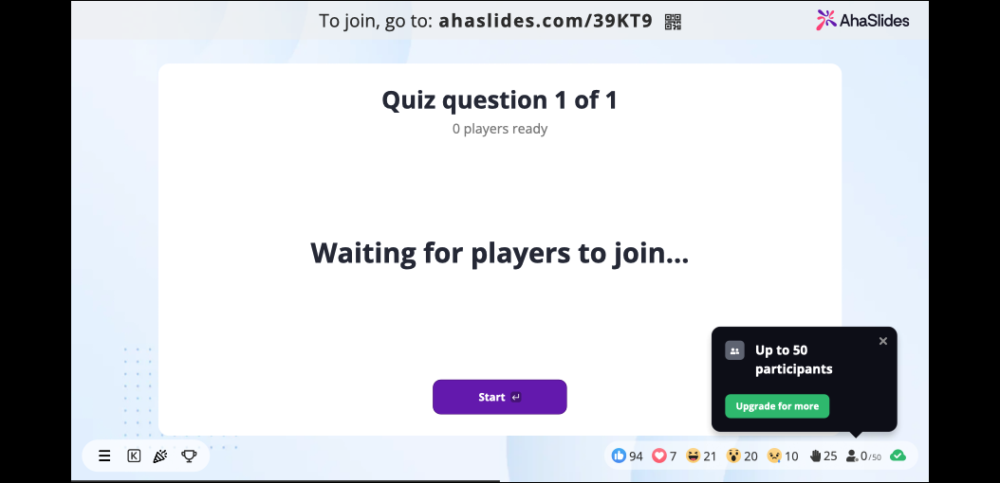 To join, go to: ahaslides.com/39KT9
AhaSlides
Quiz question 1 of 1
0 players ready
Waiting for players to join...
Start
Up to 50
participants
Upgrade for more
K
94 7 21 20 10 25 0/50